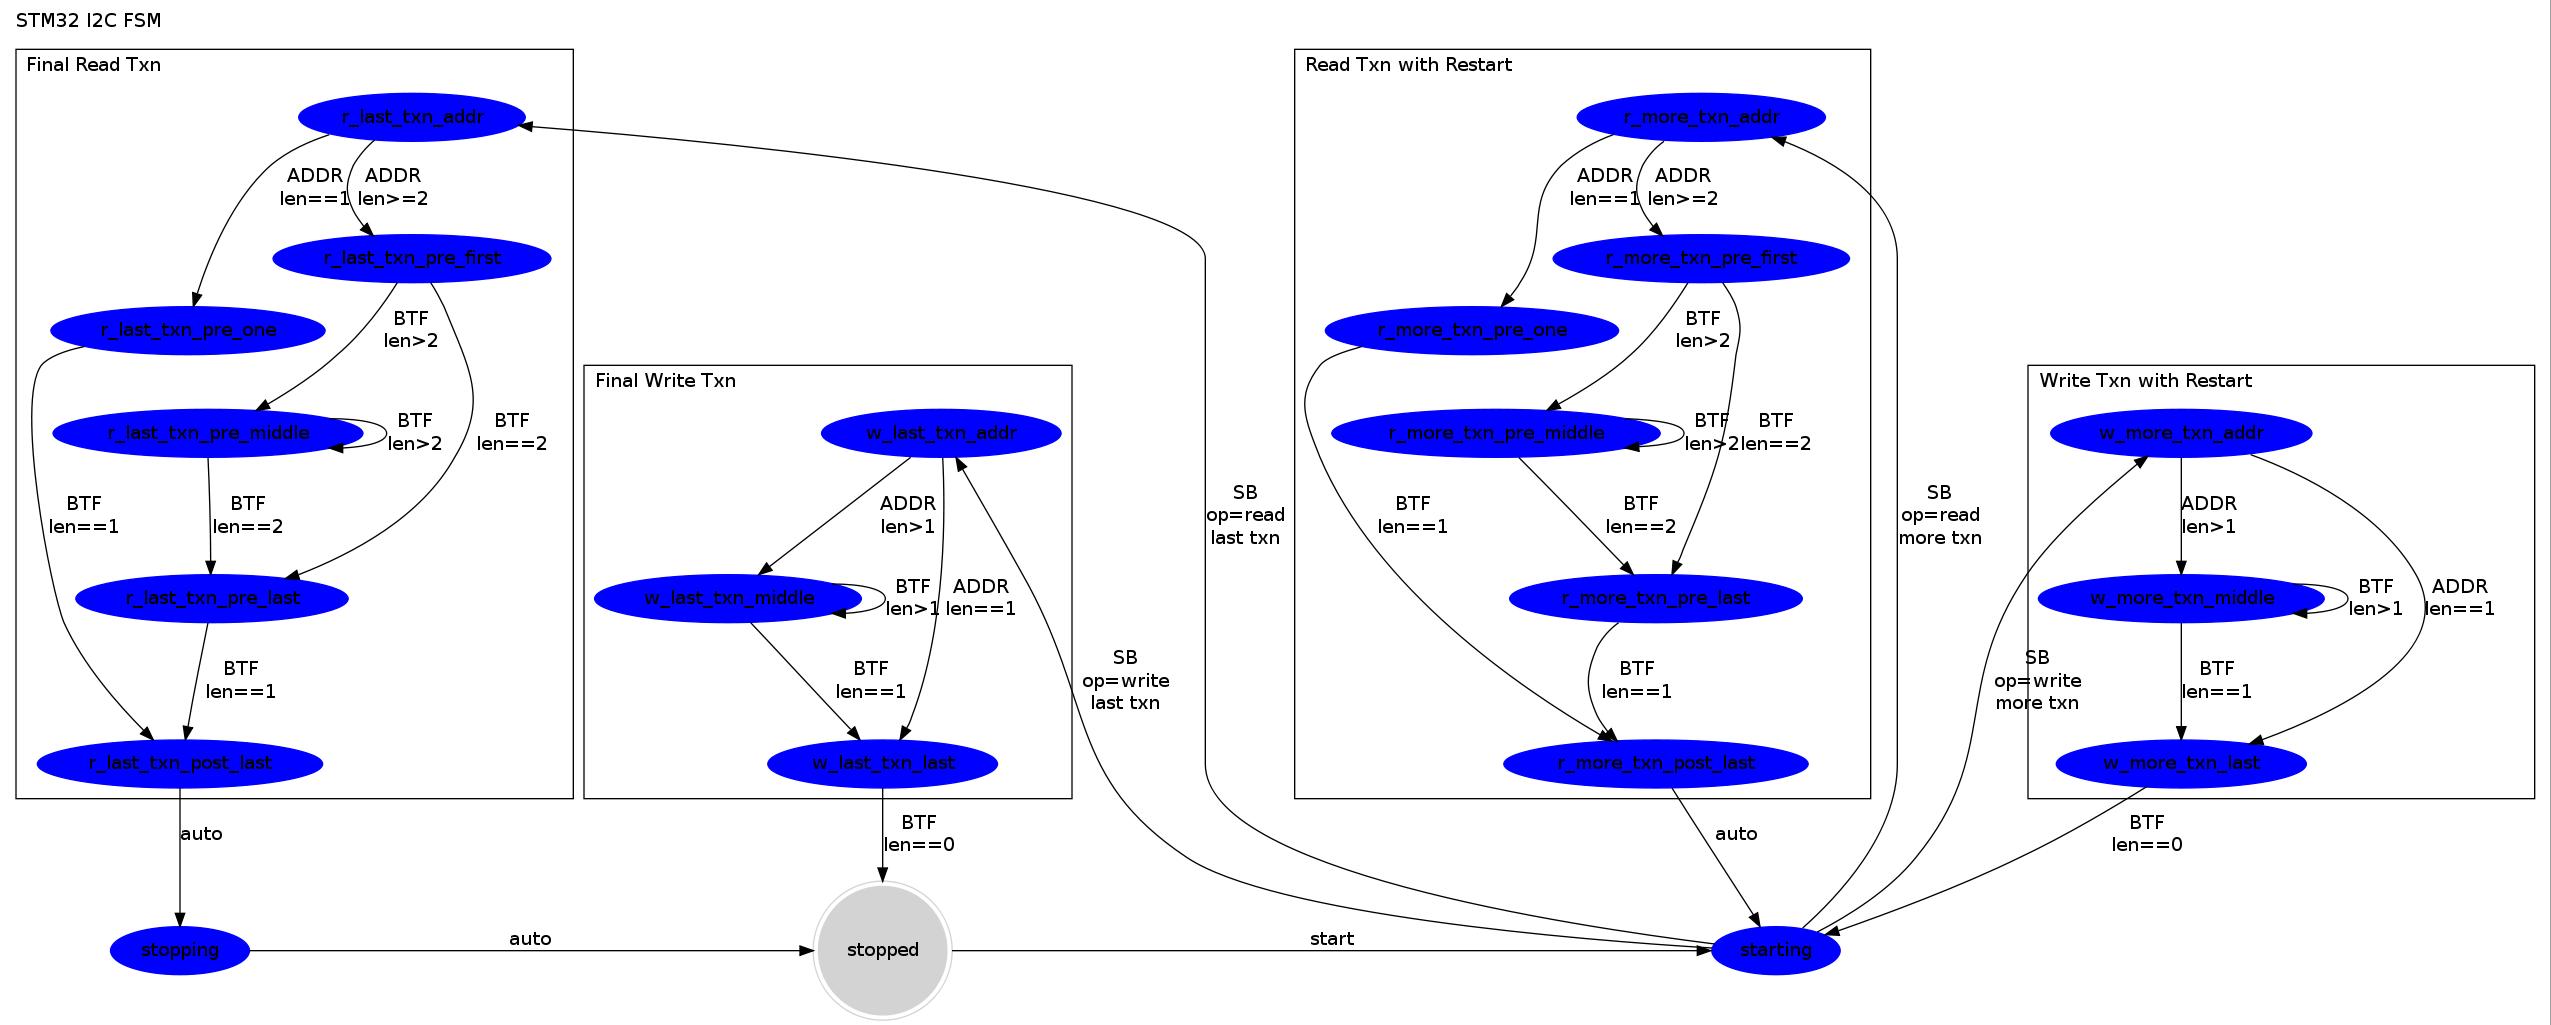 STM32 I2C FSM
Final Read Txn
r_last_txn_addr
ADDR
len==1
ADDR
len>=2
r_last_txn_pre_first
r_last_txn_pre_one
BTF
len>2
r_last_txn_pre_middle
BTF
len>2
BTF
len==2
BTF
len==1
BTF
len==2
r_last_txn_pre_last
BTF
len==1
r_last_txn_post_last
Final Write Txn
w_last_txn_addr
ADDR
len>1
w_last_txn_middle
BTF
len>1
ADDR
len==1
BTF
len==1
w_last_txn_last
SB
op=write
last txn
SB
op=read
last txn
Read Txn with Restart
r_more_txn_addr
ADDR
len==1
ADDR
len>=2
r_more_txn_pre_first
r_more_txn_pre_one
BTF
len>2
r_more_txn_pre_middle
BTF
len>2
BTF
len==2
BTF
len==1
BTF
len==2
r_more_txn_pre_last
BTF
len==1
r_more_txn_post_last
SB
op=read
more txn
Write Txn with Restart
w_more_txn_addr
ADDR
len>1
w_more_txn_middle
BTF
len>1
ADDR
len==1
SB
op=write
more txn
BTF
len==1
w_more_txn_last
auto
BTF
len==0
auto
BTF
len==0
stopping
auto
stopped
start
starting